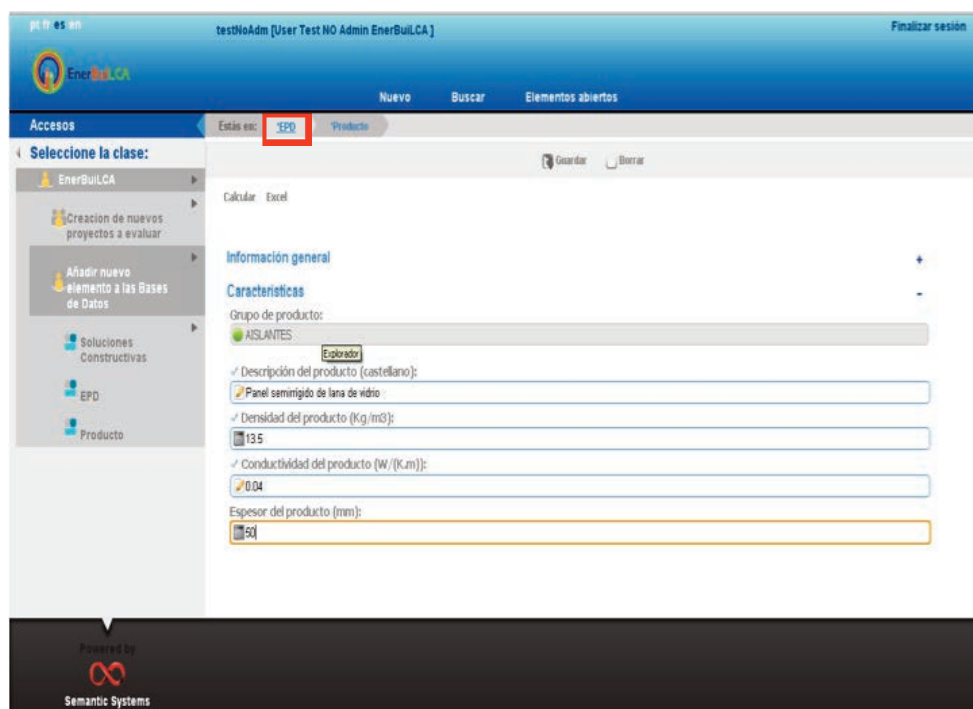 pt fr es en
testNoAdm [User Test NO Admin EnerBuiLCA ]
Finalizar sesión
EnerBuiLCA
Nuevo Buscar Elementos abiertos
Accesos
Estás en: 'EPD 'Producto
Seleccione la clase:
Guardar Borrar
EnerBuiLCA
Calcular Excel
Creacion de nuevos
proyectos a evaluar
Información general +
Añadir nuevo
elemento a las Bases
de Datos
Características -
Grupo de producto:
AISLANTES
Explorador
Soluciones
Constructivas
EPD
Producto
✓ Descripción del producto (castellano):
Panel semirrígido de lana de vidrio
✓ Densidad del producto (Kg/m3):
13.5
✓ Conductividad del producto (W/(K.m)):
0.04
Espesor del producto (mm):
50
Powered by
Semantic Systems